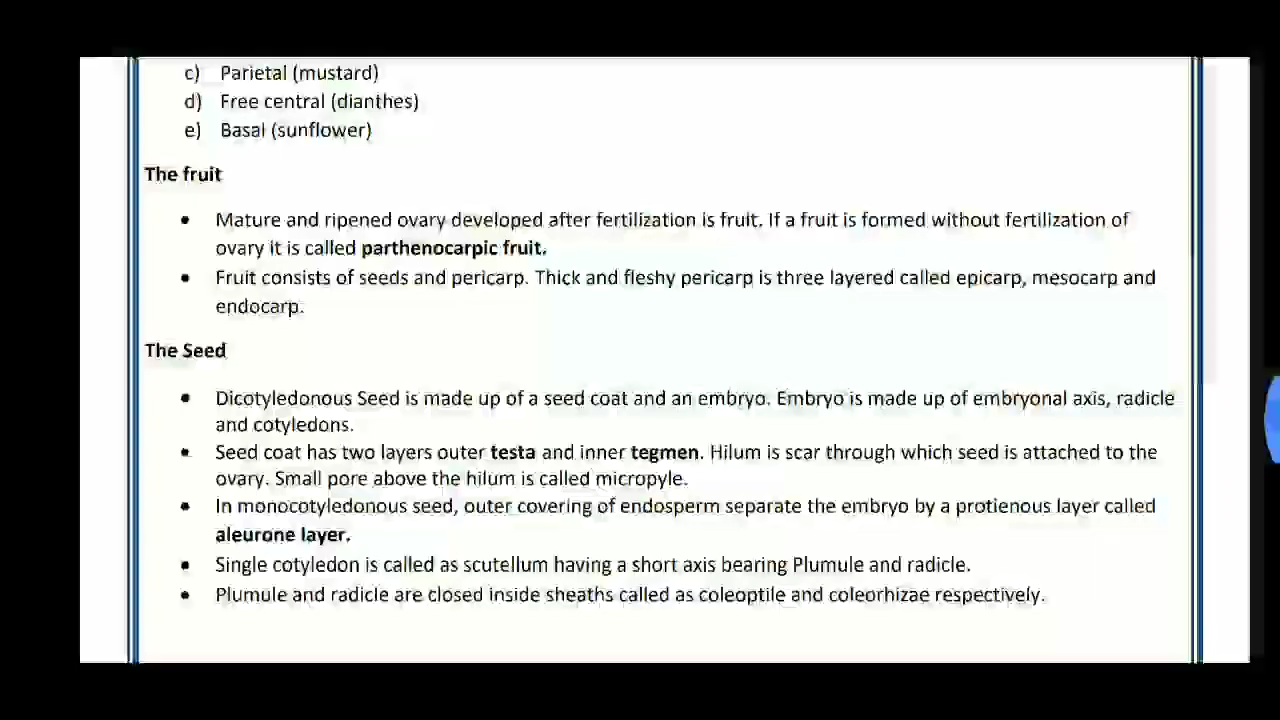 c) Parietal (mustard)
d) Free central (dianthes)
e) Basal (sunflower)
The fruit
• Mature and ripened ovary developed after fertilization is fruit. If a fruit is formed without fertilization of
ovary it is called parthenocarpic fruit.
• Fruit consists of seeds and pericarp. Thick and fleshy pericarp is three layered called epicarp, mesocarp and
endocarp.
The Seed
• Dicotyledonous Seed is made up of a seed coat and an embryo. Embryo is made up of embryonal axis, radicle
and cotyledons.
• Seed coat has two layers outer testa and inner tegmen. Hilum is scar through which seed is attached to the
ovary. Small pore above the hilum is called micropyle.
• In monocotyledonous seed, outer covering of endosperm separate the embryo by a protienous layer called
aleurone layer.
• Single cotyledon is called as scutellum having a short axis bearing Plumule and radicle.
• Plumule and radicle are closed inside sheaths called as coleoptile and coleorhizae respectively.